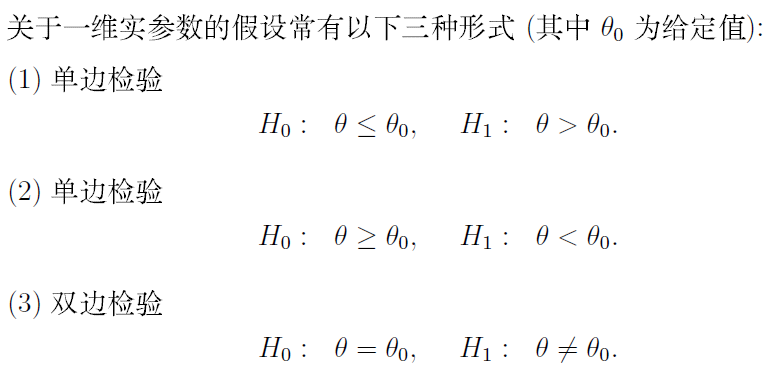 关于一维实参数的假设常有以下三种形式 (其中 θ₀ 为给定值):
(1) 单边检验
H₀ : θ ≤ θ₀, H₁ : θ > θ₀.
(2) 单边检验
H₀ : θ ≥ θ₀, H₁ : θ < θ₀.
(3) 双边检验
H₀ : θ = θ₀, H₁ : θ ≠ θ₀.